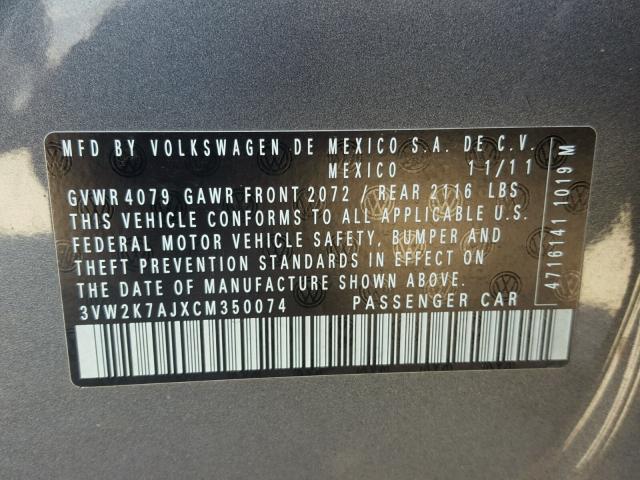 MFD BY VOLKSWAGEN DE MEXICO S.A. DE C.V.
MEXICO 11/11
GVWR 4079 GAWR FRONT 2072 / REAR 2116 LBS
THIS VEHICLE CONFORMS TO ALL APPLICABLE U.S.
FEDERAL MOTOR VEHICLE SAFETY, BUMPER AND
THEFT PREVENTION STANDARDS IN EFFECT ON
THE DATE OF MANUFACTURE SHOWN ABOVE.
3VW2K7AJXCM350074 PASSENGER CAR
4716141 1019 M